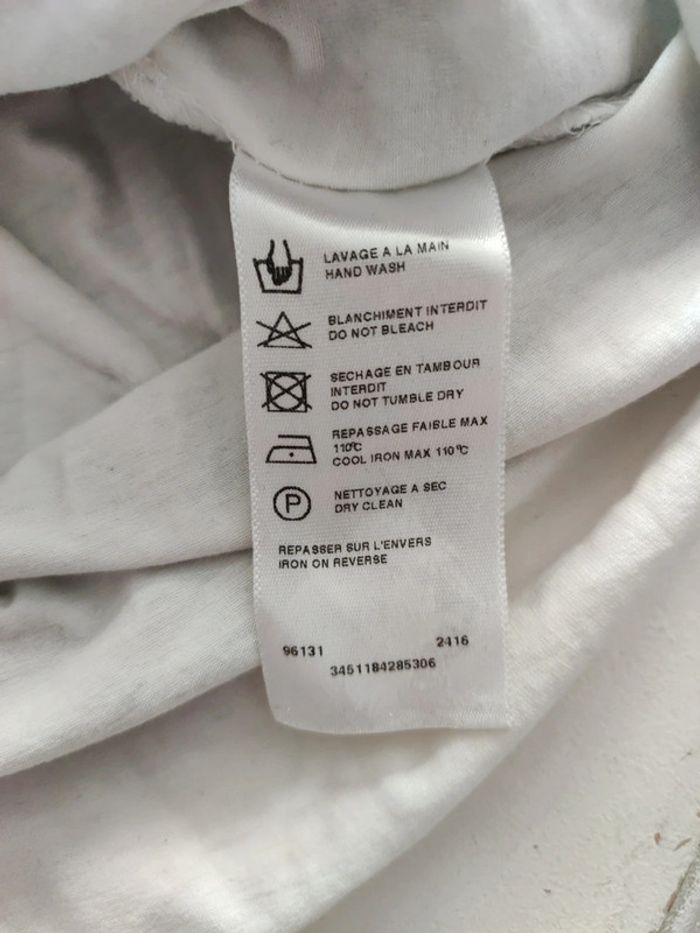 LAVAGE A LA MAIN
HAND WASH
BLANCHIMENT INTERDIT
DO NOT BLEACH
SECHAGE EN TAMBOUR
INTERDIT
DO NOT TUMBLE DRY
REPASSAGE FAIBLE MAX
110°C
COOL IRON MAX 110°C
P
NETTOYAGE A SEC
DRY CLEAN
REPASSER SUR L'ENVERS
IRON ON REVERSE
96131 2416
3451184285306